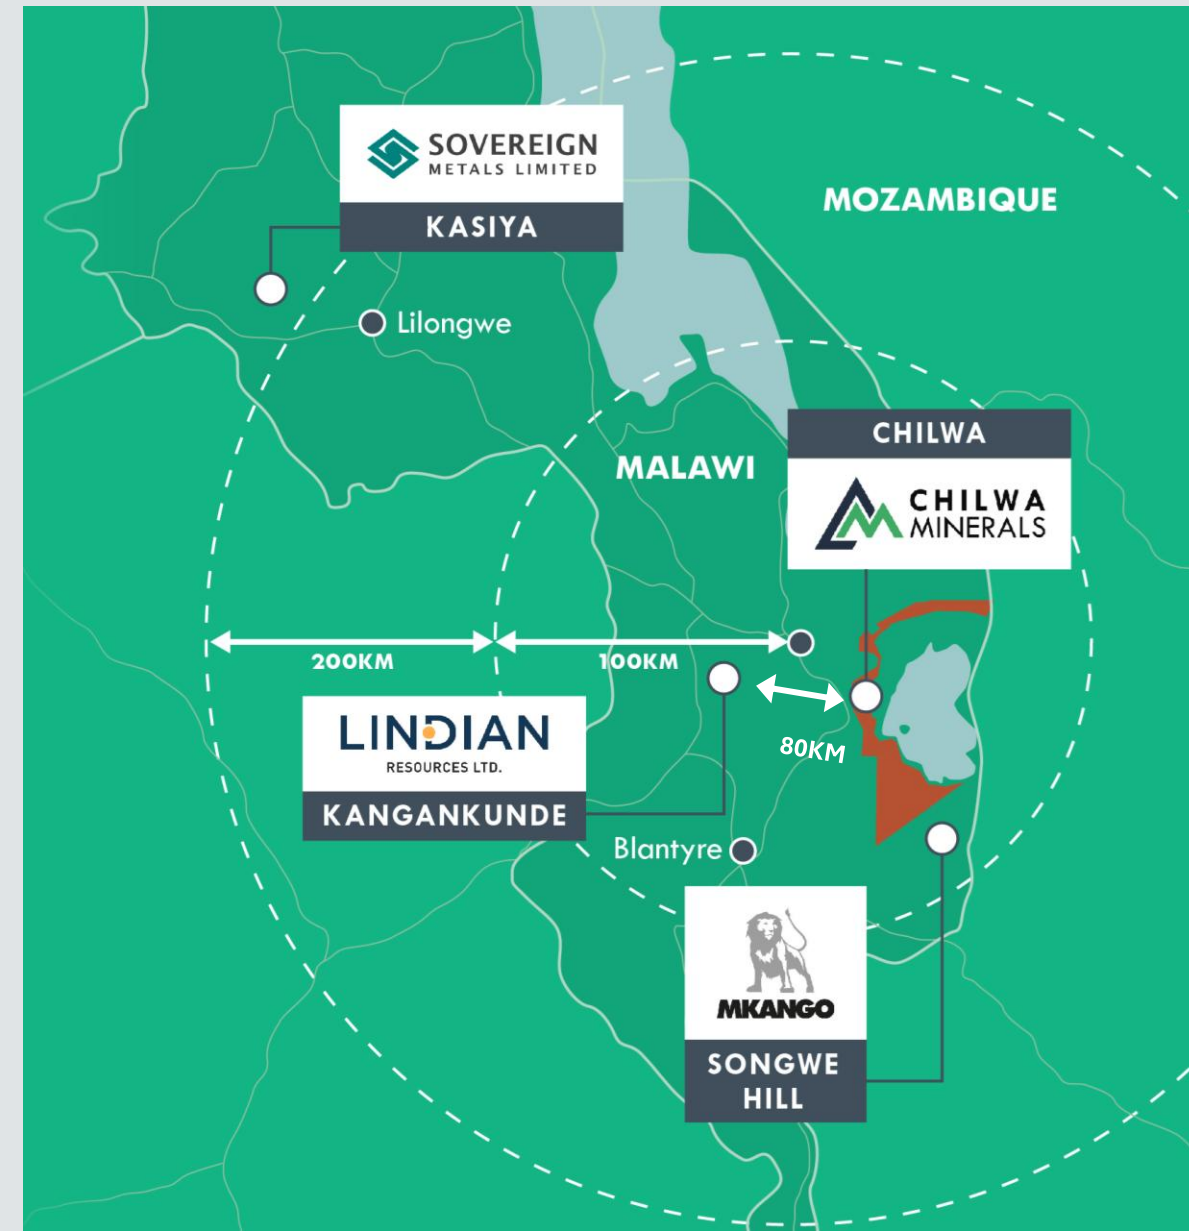 SOVEREIGN
METALS LIMITED
KASIYA
MOZAMBIQUE
Lilongwe
CHILWA
MALAWI
CHILWA
MINERALS
200KM
100KM
LINDIAN
RESOURCES LTD.
KANGANKUNDE
80KM
Blantyre
MKANGO
SONGWE
HILL